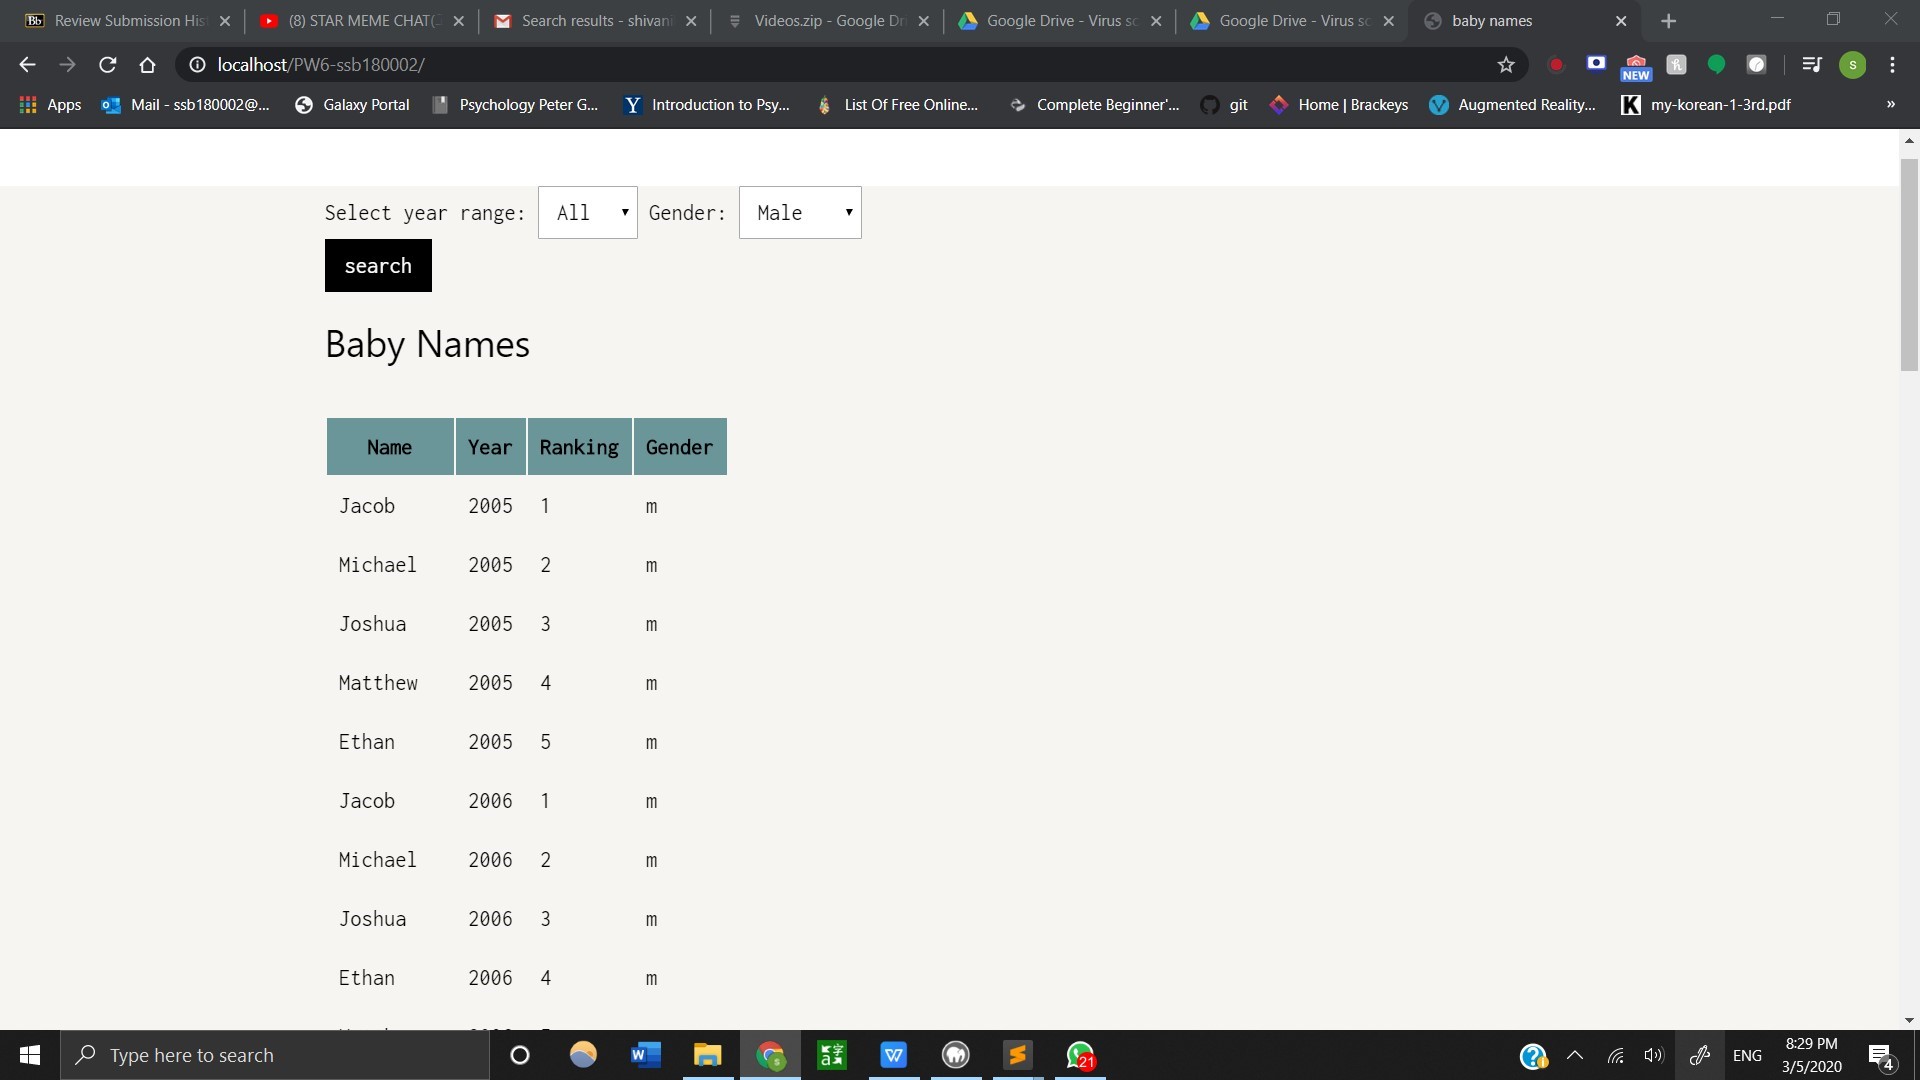 Review Submission His
(8) STAR MEME CHAT(
Search results - shivani
Videos.zip - Google Dri
Google Drive - Virus sc
Google Drive - Virus sc
baby names
localhost/PW6-ssb180002/
NEW
s
Apps
Mail - ssb180002@...
Galaxy Portal
Psychology Peter G...
Introduction to Psy...
List Of Free Online...
Complete Beginner'...
git
Home | Brackeys
Augmented Reality...
my-korean-1-3rd.pdf
»
Select year range: All Gender: Male
search
Baby Names
Name Year Ranking Gender
Jacob 2005 1 m
Michael 2005 2 m
Joshua 2005 3 m
Matthew 2005 4 m
Ethan 2005 5 m
Jacob 2006 1 m
Michael 2006 2 m
Joshua 2006 3 m
Ethan 2006 4 m
Type here to search
21
ENG
8:29 PM
3/5/2020
4